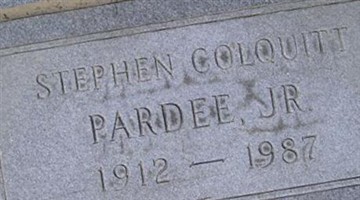 STEPHEN COLQUITT
PARDEE, JR.
1912 — 1987